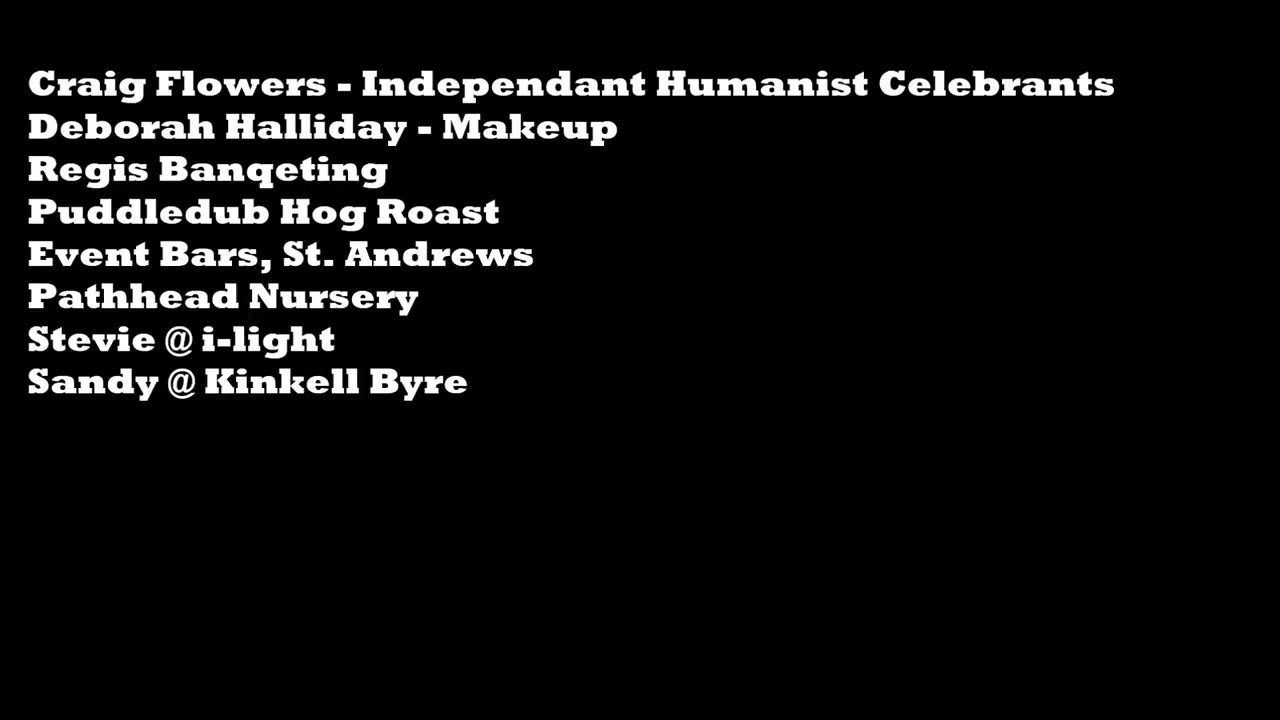 Craig Flowers - Independant Humanist Celebrants
Deborah Halliday - Makeup
Regis Banqeting
Puddledub Hog Roast
Event Bars, St. Andrews
Pathhead Nursery
Stevie @ i-light
Sandy @ Kinkell Byre